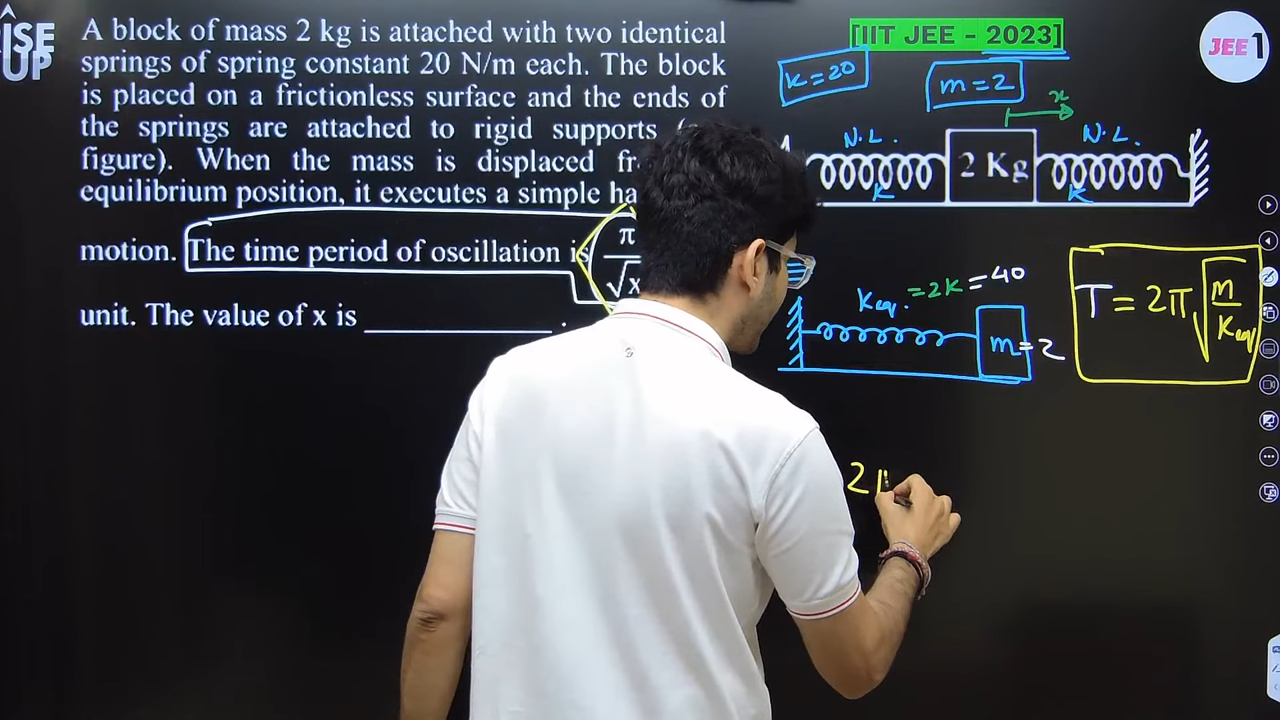 RISE
UP
A block of mass 2 kg is attached with two identical
springs of spring constant 20 N/m each. The block
is placed on a frictionless surface and the ends of
the springs are attached to rigid supports
figure). When the mass is displaced
equilibrium position, it executes a simple
motion. The time period of oscillation is π/√x
unit. The value of x is ____________ .
[IIT JEE - 2023]
JEE 1
k = 20
m = 2
x
N.L.
N.L.
2 Kg
K
K
Keq. = 2K = 40
m = 2
T = 2π √(m/Keq)
2